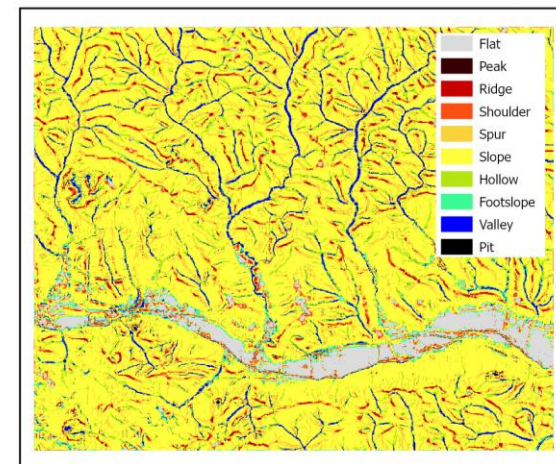 Flat
Peak
Ridge
Shoulder
Spur
Slope
Hollow
Footslope
Valley
Pit